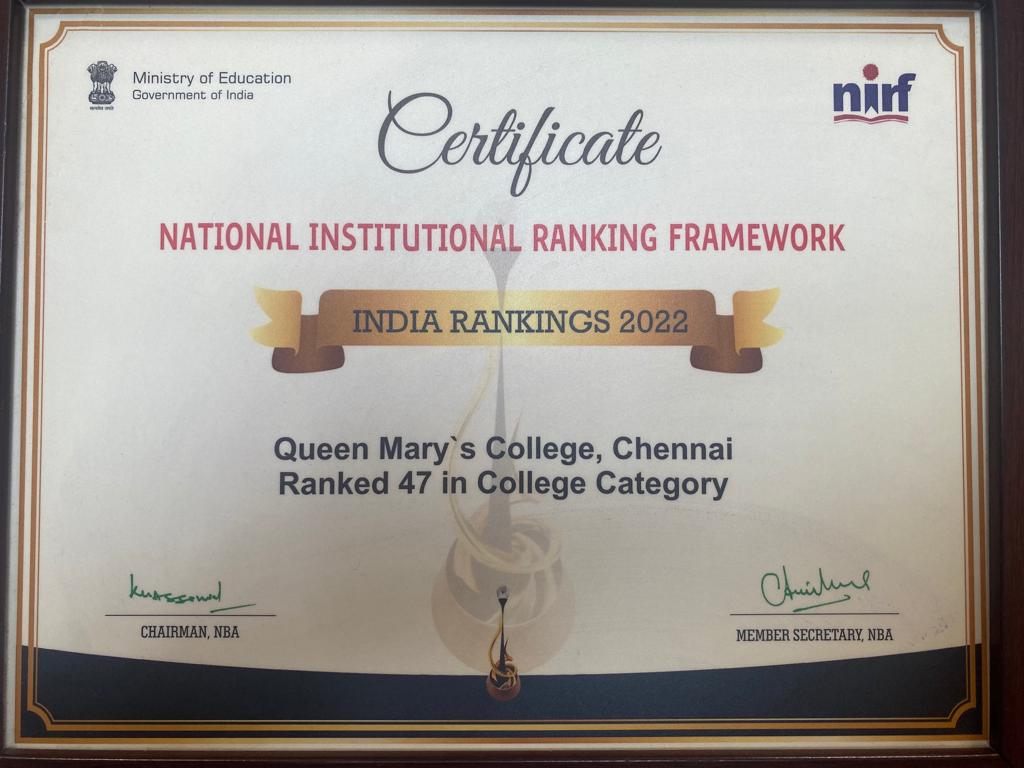 Ministry of Education
Government of India
nirf
Certificate
NATIONAL INSTITUTIONAL RANKING FRAMEWORK
INDIA RANKINGS 2022
Queen Mary`s College, Chennai
Ranked 47 in College Category
CHAIRMAN, NBA
MEMBER SECRETARY, NBA